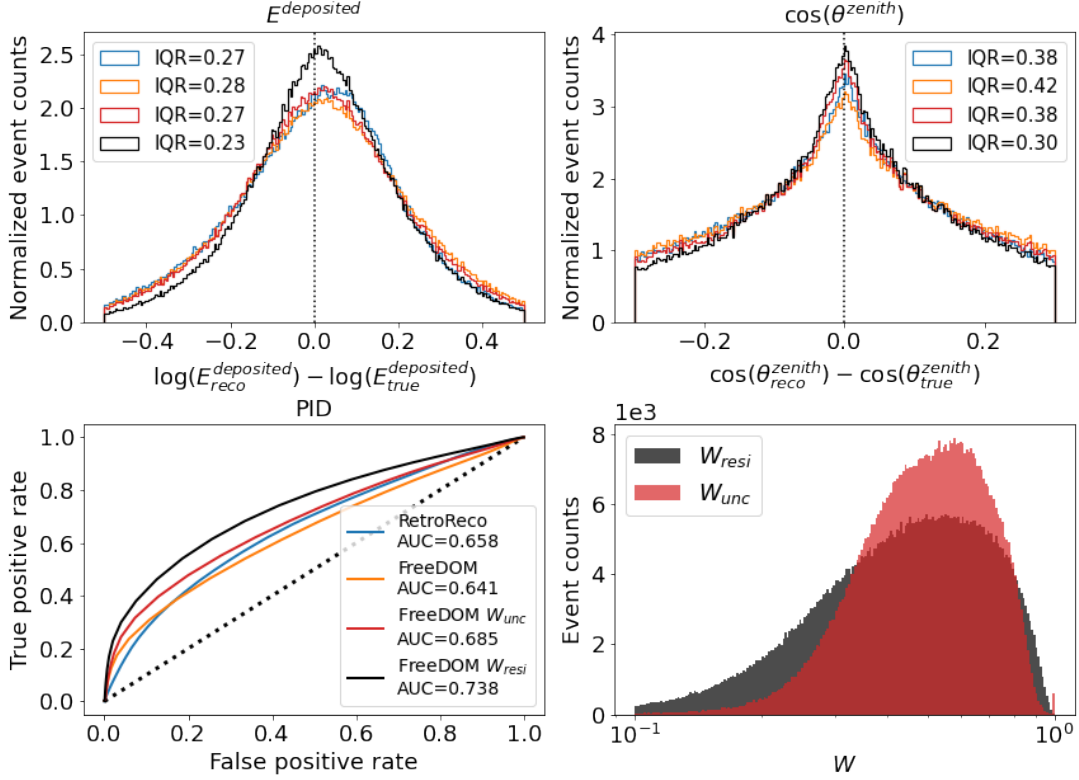 E^{deposited}
Normalized event counts
2.5
2.0
1.5
1.0
0.5
0.0
IQR=0.27
IQR=0.28
IQR=0.27
IQR=0.23
−0.4 −0.2 0.0 0.2 0.4
log(E_{reco}^{deposited}) − log(E_{true}^{deposited})
cos(θ^{zenith})
Normalized event counts
4
3
2
1
0
IQR=0.38
IQR=0.42
IQR=0.38
IQR=0.30
−0.2 0.0 0.2
cos(θ_{reco}^{zenith}) − cos(θ_{true}^{zenith})
PID
True positive rate
1.0
0.8
0.6
0.4
0.2
0.0
RetroReco
AUC=0.658
FreeDOM
AUC=0.641
FreeDOM W_{unc}
AUC=0.685
FreeDOM W_{resi}
AUC=0.738
0.0 0.2 0.4 0.6 0.8 1.0
False positive rate
1e3
Event counts
8
6
4
2
0
W_{resi}
W_{unc}
10^{−1} 10^{0}
W